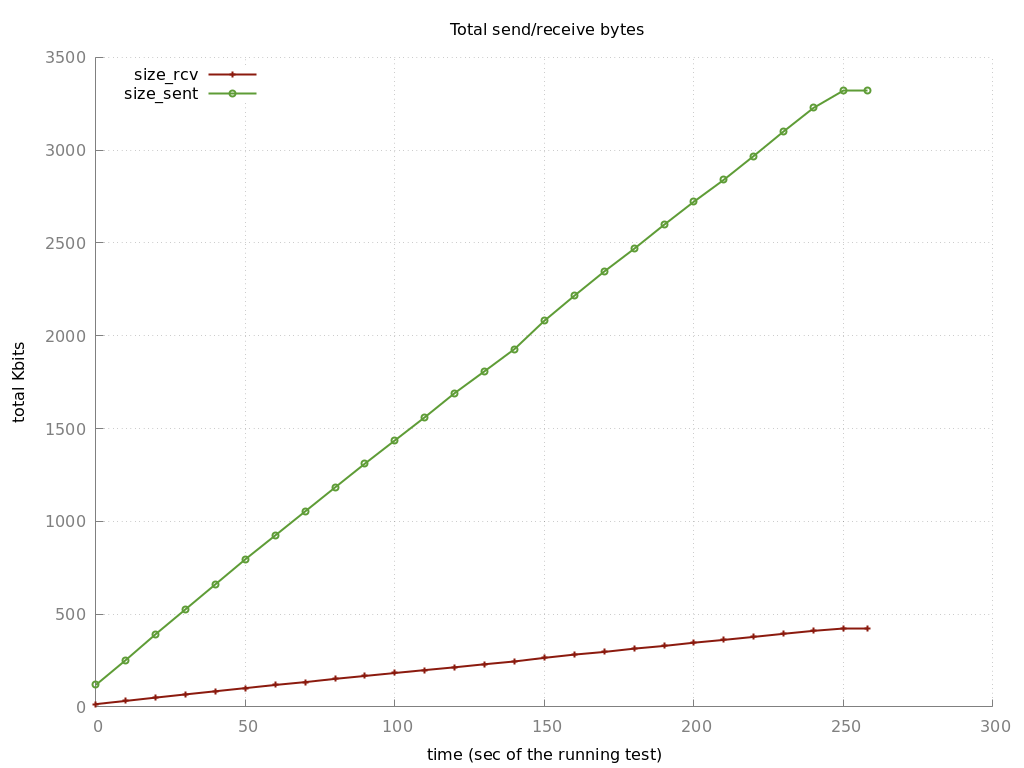 Total send/receive bytes
3500
3000
2500
2000
1500
1000
500
0
total Kbits
size_rcv
size_sent
0 50 100 150 200 250 300
time (sec of the running test)